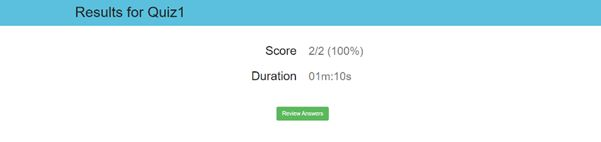 Results for Quiz1
Score 2/2 (100%)
Duration 01m:10s
Review Answers